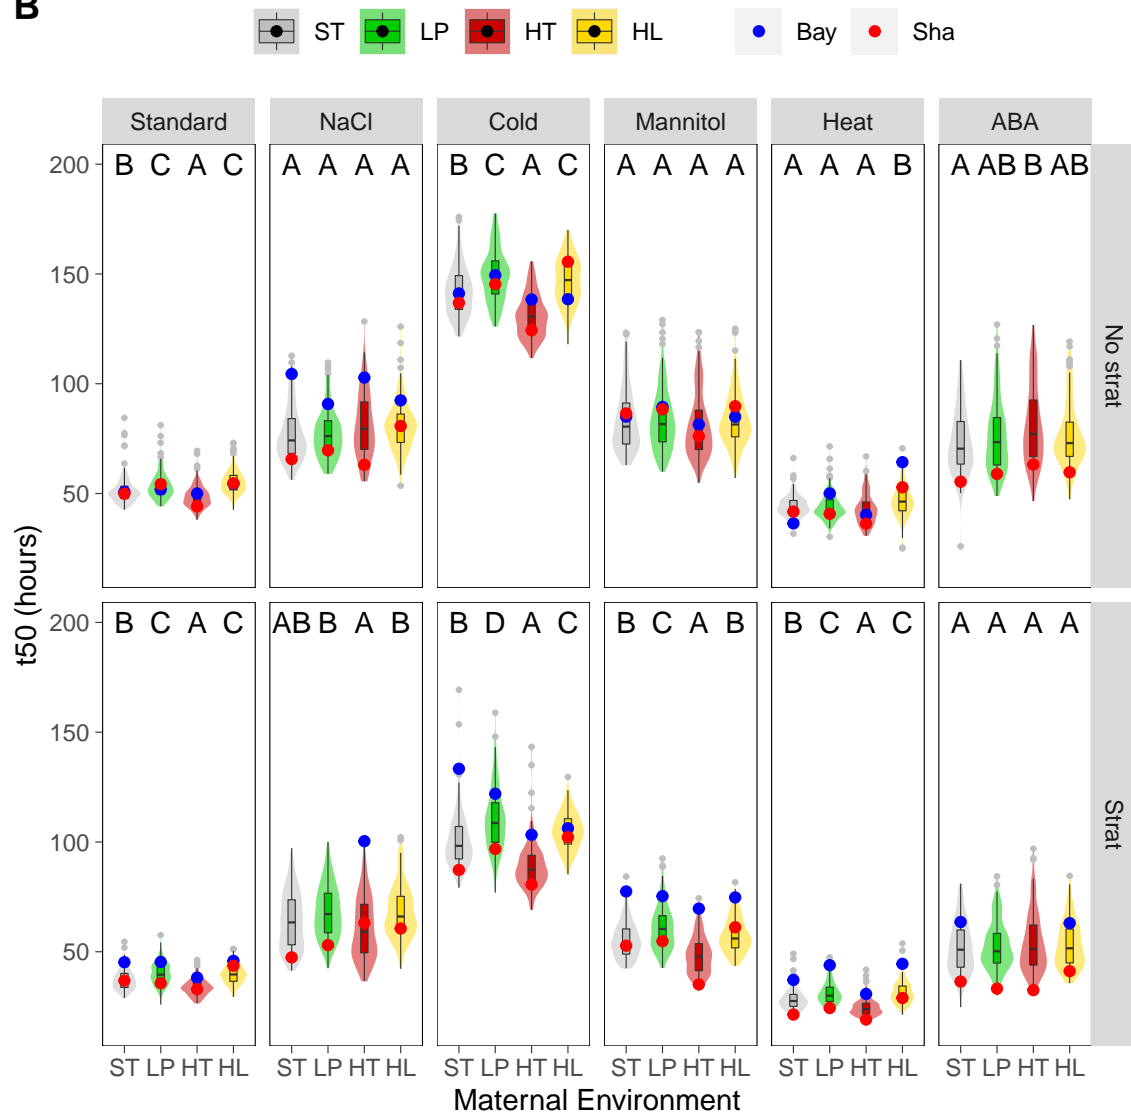 B
ST LP HT HL Bay Sha
Standard NaCl Cold Mannitol Heat ABA
200 B C A C A A A A B C A C A A A A A A A B A AB B AB
150
100
50
No strat
t50 (hours)
200 B C A C AB B A B B D A C B C A B B C A C A A A A
150
100
50
Strat
ST LP HT HL ST LP HT HL ST LP HT HL ST LP HT HL ST LP HT HL ST LP HT HL
Maternal Environment